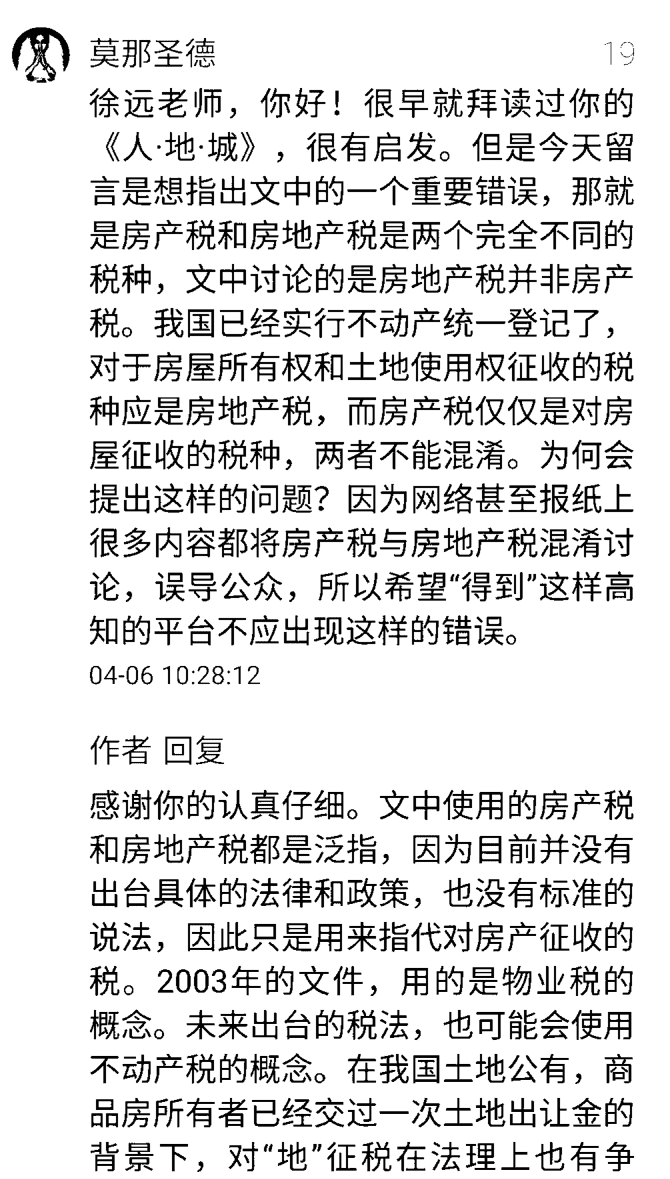 莫那圣德 19
徐远老师，你好！很早就拜读过你的
《人·地·城》，很有启发。但是今天留
言是想指出文中的一个重要错误，那就
是房产税和房地产税是两个完全不同的
税种，文中讨论的是房地产税并非房产
税。我国已经实行不动产统一登记了，
对于房屋所有权和土地使用权征收的税
种应是房地产税，而房产税仅仅是对房
屋征收的税种，两者不能混淆。为何会
提出这样的问题？因为网络甚至报纸上
很多内容都将房产税与房地产税混淆讨
论，误导公众，所以希望“得到”这样高
知的平台不应出现这样的错误。
04-06 10:28:12
作者 回复
感谢你的认真仔细。文中使用的房产税
和房地产税都是泛指，因为目前并没有
出台具体的法律和政策，也没有标准的
说法，因此只是用来指代对房产征收的
税。2003年的文件，用的是物业税的
概念。未来出台的税法，也可能会使用
不动产税的概念。在我国土地公有，商
品房所有者已经交过一次土地出让金的
背景下，对“地”征税在法理上也有争